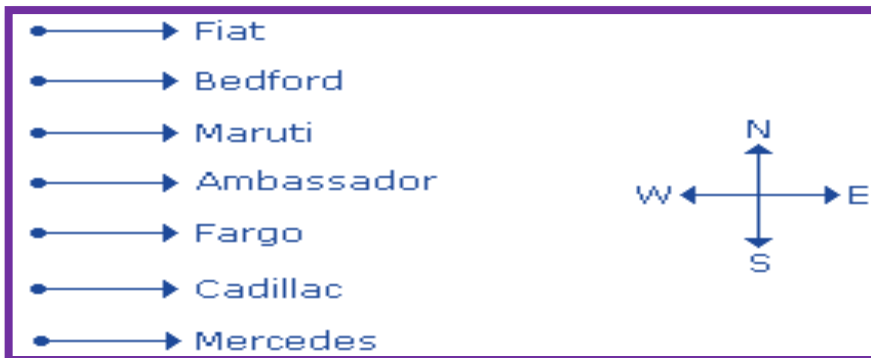 Fiat
Bedford
Maruti
Ambassador
Fargo
Cadillac
Mercedes
N
W E
S